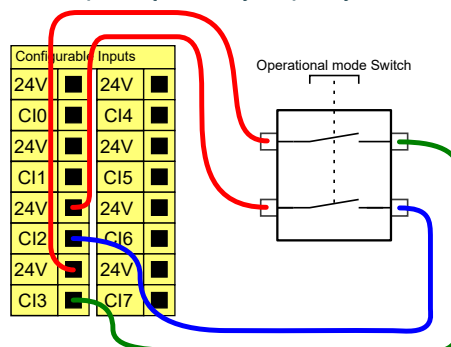 Configurable Inputs
Operational mode Switch
24V 24V
CI0 CI4
24V 24V
CI1 CI5
24V 24V
CI2 CI6
24V 24V
CI3 CI7